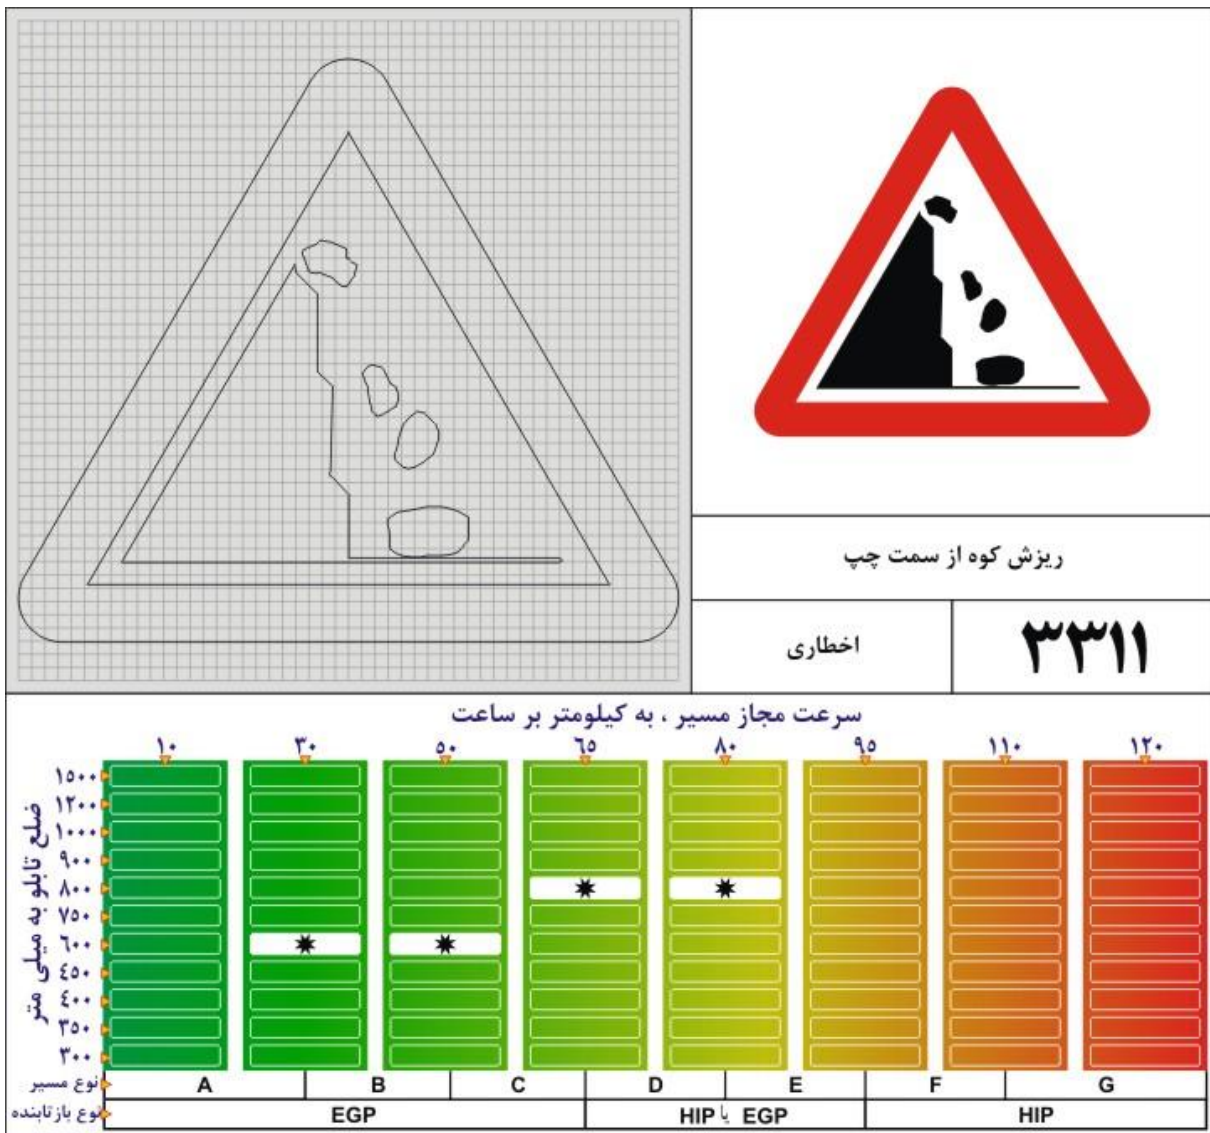 ریزش کوه از سمت چپ
اخطاری
۳۳۱۱
سرعت مجاز مسیر ، به کیلومتر بر ساعت
۱۰ ۳۰ ۵۰ ۶۵ ۸۰ ۹۵ ۱۱۰ ۱۲۰
ضلع تابلو به میلی متر
۱۵۰۰
۱۲۰۰
۱۰۰۰
۹۰۰
۸۰۰
۷۵۰
۶۰۰
۴۵۰
۴۰۰
۳۵۰
۳۰۰
نوع مسیر A B C D E F G
نوع بازتابنده EGP HIP یا EGP HIP